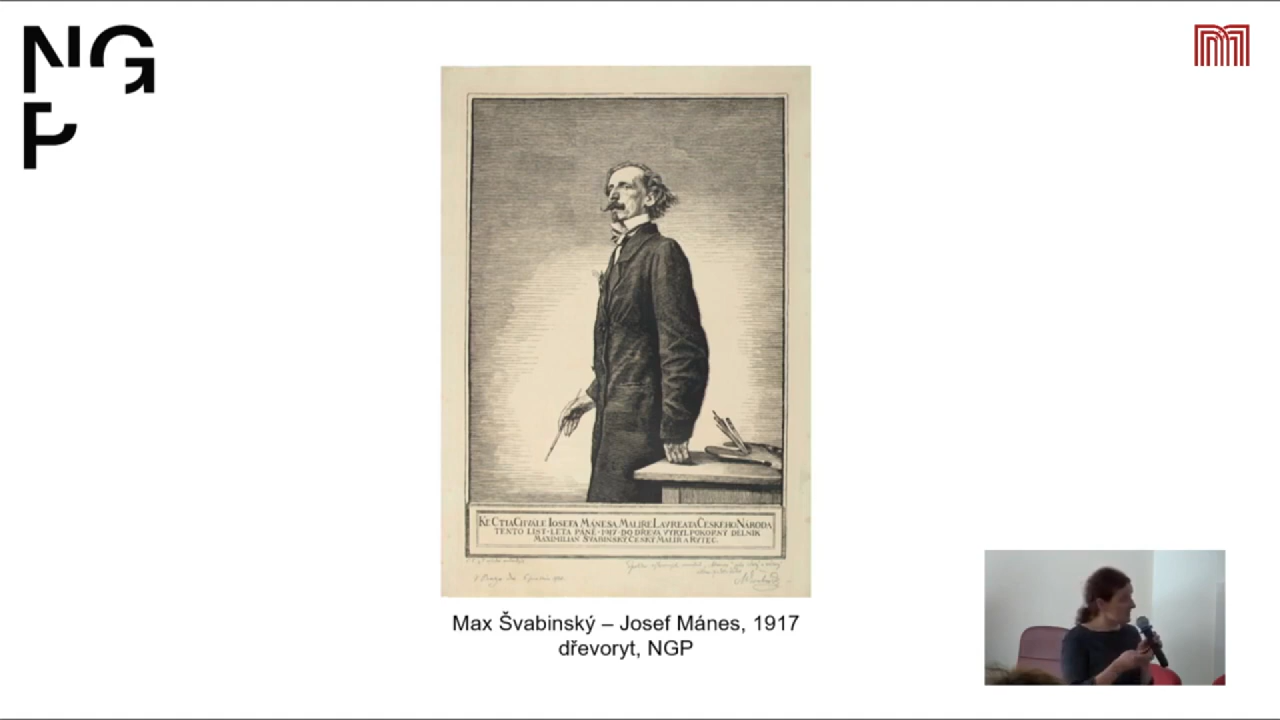 NG
P
KE CTI A CHVÁLE IOSEFA MÁNESA, MALÍŘE LAVREATA ČESKÉHO NÁRODA
TENTO LIST · LÉTA PÁNĚ · 1917 · DO DŘEVA VYRYL POKORNÝ DĚLNÍK
MAXIMILIAN ŠVABINSKÝ ČESKÝ MALÍŘ A RYTEC.
Max Švabinský – Josef Mánes, 1917
dřevoryt, NGP